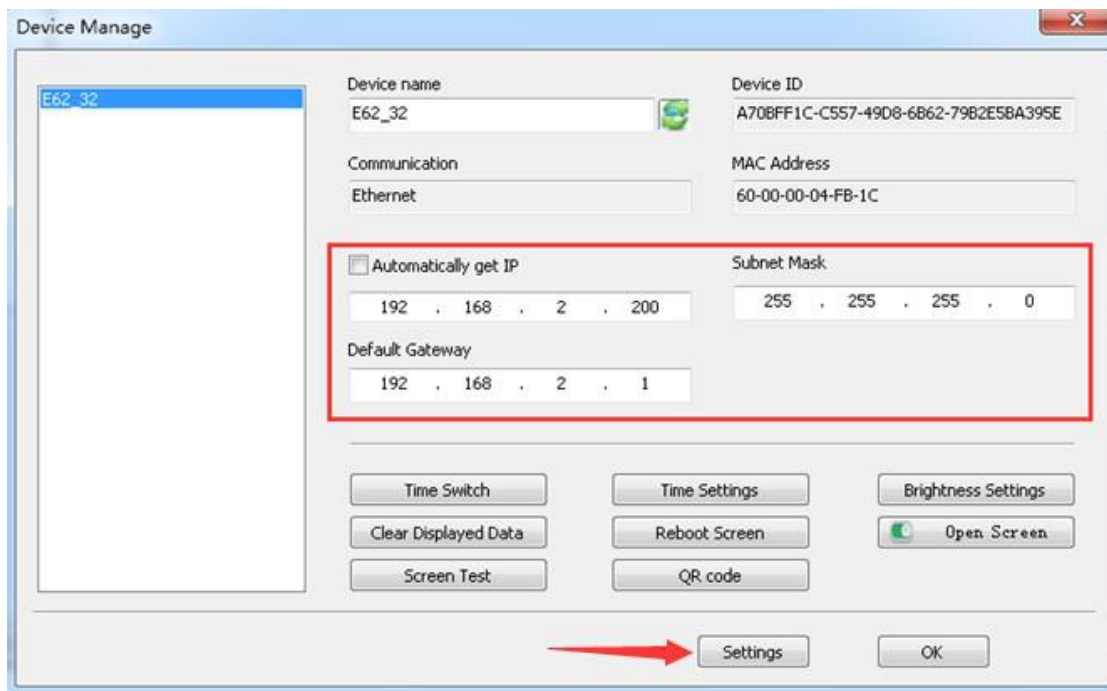 Device Manage
E62_32
Device name
Device ID
E62_32
A70BFF1C-C557-49D8-6B62-79B2E5BA395E
Communication
MAC Address
Ethernet
60-00-00-04-FB-1C
Automatically get IP
Subnet Mask
192 . 168 . 2 . 200
255 . 255 . 255 . 0
Default Gateway
192 . 168 . 2 . 1
Time Switch
Time Settings
Brightness Settings
Clear Displayed Data
Reboot Screen
Open Screen
Screen Test
QR code
Settings
OK